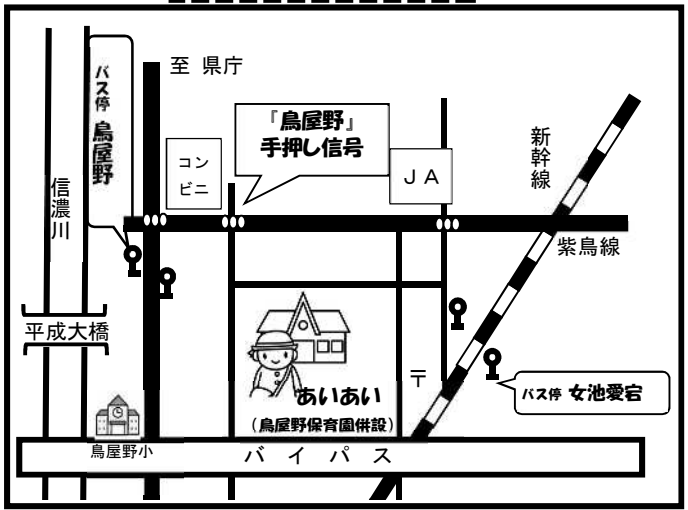 至 県庁
バス停 鳥屋野
『鳥屋野』
手押し信号
コン
ビニ
JA
新幹線
信濃川
紫鳥線
平成大橋
あいあい
(鳥屋野保育園併設)
〒
バス停 女池愛宕
鳥屋野小
バイパス